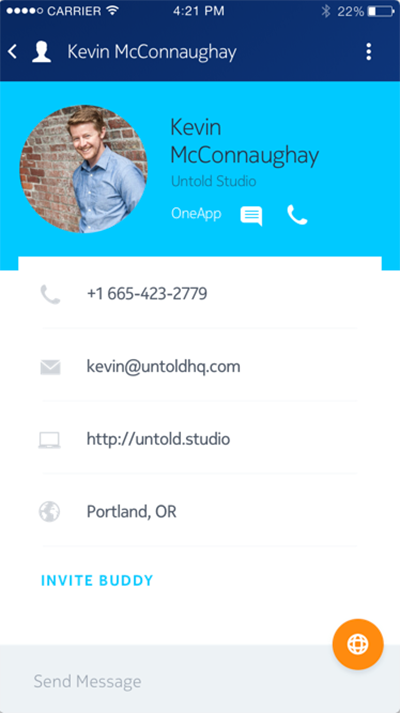 CARRIER 4:21 PM 22%
Kevin McConnaughay
Kevin
McConnaughay
Untold Studio
OneApp
+1 665-423-2779
kevin@untoldhq.com
http://untold.studio
Portland, OR
INVITE BUDDY
Send Message